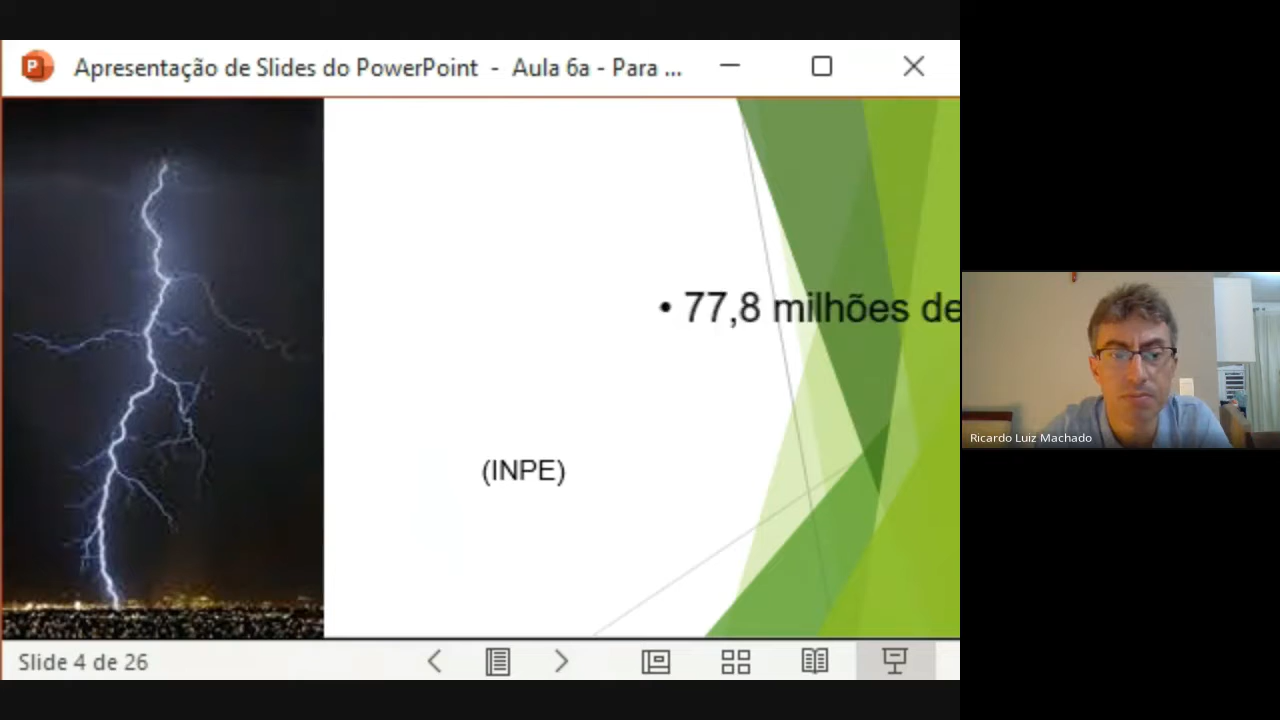 Apresentação de Slides do PowerPoint - Aula 6a - Para ...
• 77,8 milhões de
(INPE)
Ricardo Luiz Machado
Slide 4 de 26